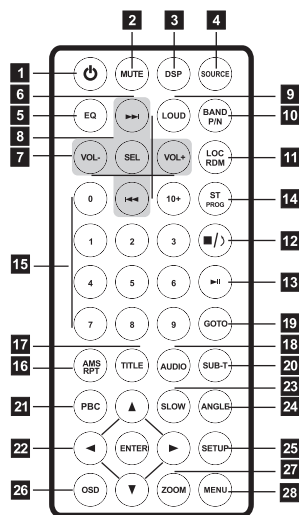 2 3 4
1 MUTE DSP SOURCE
6 9
5 EQ LOUD BAND P/N 10
8
7 VOL- SEL VOL+ LOC RDM 11
0 10+ ST PROG 14
1 2 3 12
15
4 5 6 13
7 8 9 GOTO 19
17 18
16 AMS RPT TITLE AUDIO SUB-T 20
23
21 PBC SLOW ANGLE 24
22 ENTER SETUP 25
27
26 OSD ZOOM MENU 28